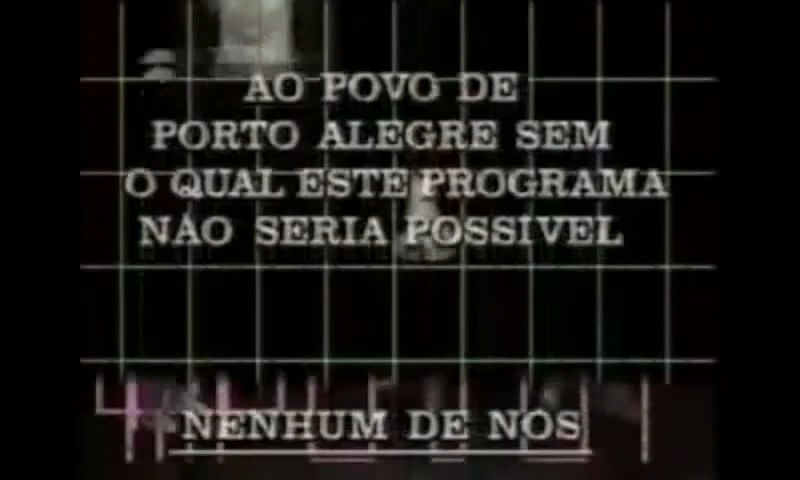 AO POVO DE
PORTO ALEGRE SEM
O QUAL ESTE PROGRAMA
NÃO SERIA POSSIVEL
NENHUM DE NOS